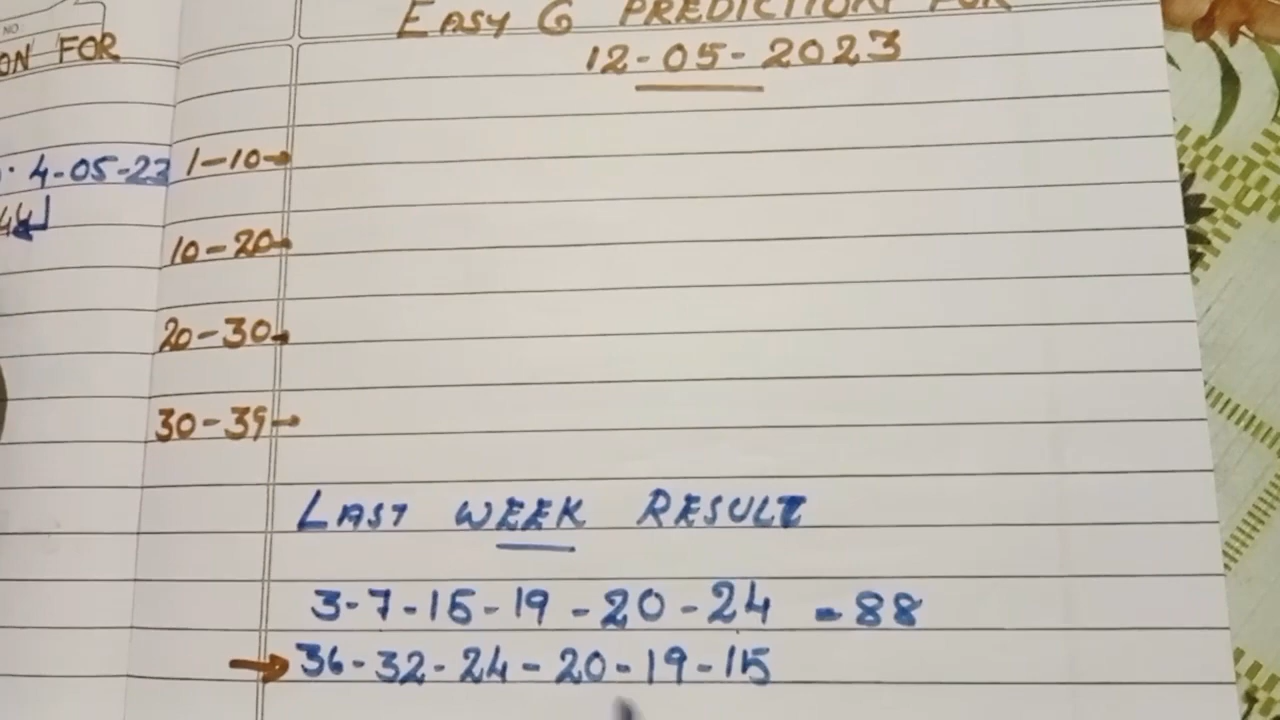 NO
ON FOR
EASY 6 PREDICTION FOR
12-05-2023
4-05-23
1-10→
10-20→
20-30→
30-39→
LAST WEEK RESULT
3-7-15-19-20-24 =88
→36-32-24-20-19-15